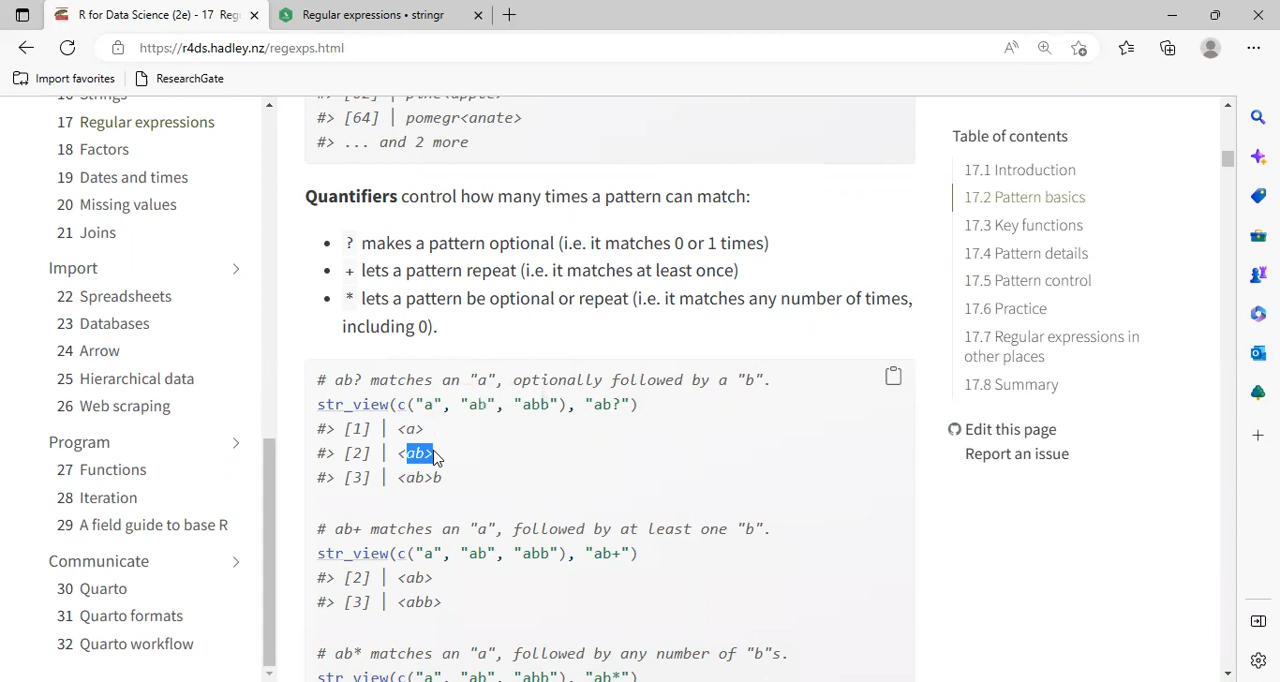 R for Data Science (2e) - 17 Reg
Regular expressions • stringr
https://r4ds.hadley.nz/regexps.html
Import favorites
ResearchGate
16 Strings
17 Regular expressions
18 Factors
19 Dates and times
20 Missing values
21 Joins
Import
22 Spreadsheets
23 Databases
24 Arrow
25 Hierarchical data
26 Web scraping
Program
27 Functions
28 Iteration
29 A field guide to base R
Communicate
30 Quarto
31 Quarto formats
32 Quarto workflow
#> [62] | pine<apple>
#> [64] | pomegr<anate>
#> ... and 2 more
Quantifiers control how many times a pattern can match:
• ? makes a pattern optional (i.e. it matches 0 or 1 times)
• + lets a pattern repeat (i.e. it matches at least once)
• * lets a pattern be optional or repeat (i.e. it matches any number of times,
including 0).
# ab? matches an "a", optionally followed by a "b".
str_view(c("a", "ab", "abb"), "ab?")
#> [1] | <a>
#> [2] | <ab>
#> [3] | <ab>b
# ab+ matches an "a", followed by at least one "b".
str_view(c("a", "ab", "abb"), "ab+")
#> [2] | <ab>
#> [3] | <abb>
# ab* matches an "a", followed by any number of "b"s.
str_view(c("a", "ab", "abb"), "ab*")
Table of contents
17.1 Introduction
17.2 Pattern basics
17.3 Key functions
17.4 Pattern details
17.5 Pattern control
17.6 Practice
17.7 Regular expressions in
other places
17.8 Summary
Edit this page
Report an issue